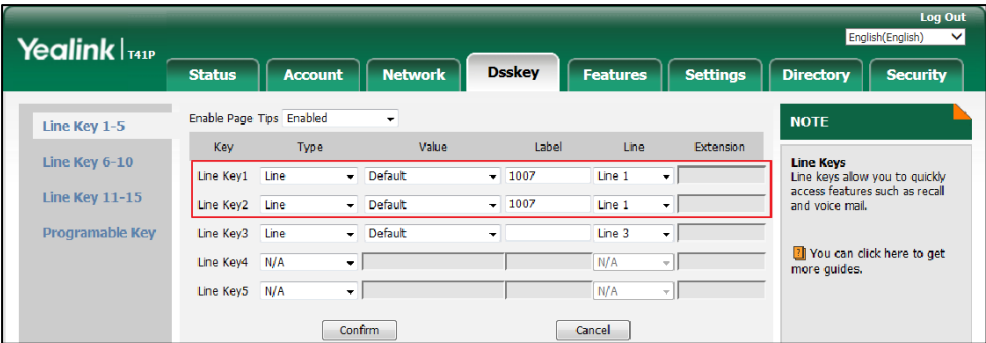 Log Out
Yealink | T41P
English(English)
Status Account Network Dsskey Features Settings Directory Security
Line Key 1-5
Line Key 6-10
Line Key 11-15
Programable Key
Enable Page Tips Enabled
Key Type Value Label Line Extension
Line Key1 Line Default 1007 Line 1
Line Key2 Line Default 1007 Line 1
Line Key3 Line Default Line 3
Line Key4 N/A N/A
Line Key5 N/A N/A
Confirm Cancel
NOTE
Line Keys
Line keys allow you to quickly
access features such as recall
and voice mail.
You can click here to get
more guides.